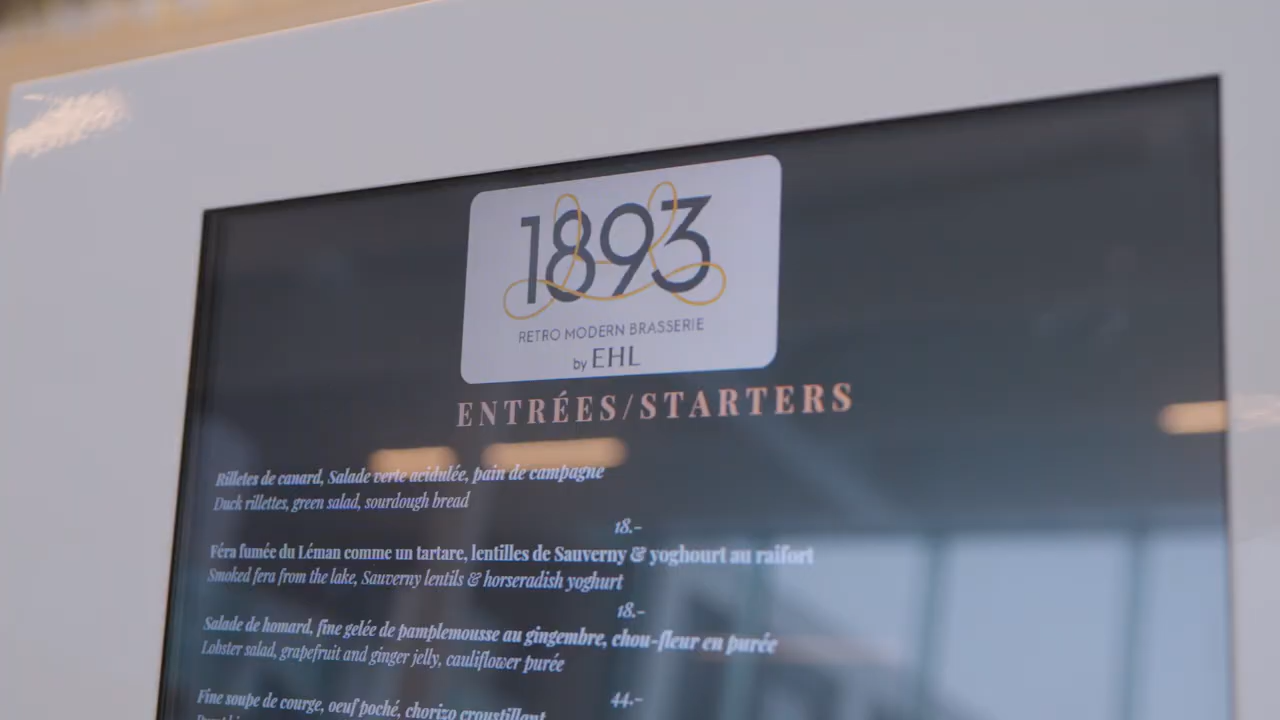 1893
RETRO MODERN BRASSERIE
by EHL
ENTRÉES/STARTERS
Rilletes de canard, Salade verte acidulée, pain de campagne
Duck rillettes, green salad, sourdough bread
18.-
Féra fumée du Léman comme un tartare, lentilles de Sauverny & yoghourt au raifort
Smoked fera from the lake, Sauverny lentils & horseradish yoghurt
18.-
Salade de homard, fine gelée de pamplemousse au gingembre, chou-fleur en purée
Lobster salad, grapefruit and ginger jelly, cauliflower purée
44.-
Fine soupe de courge, oeuf poché, chorizo croustillant